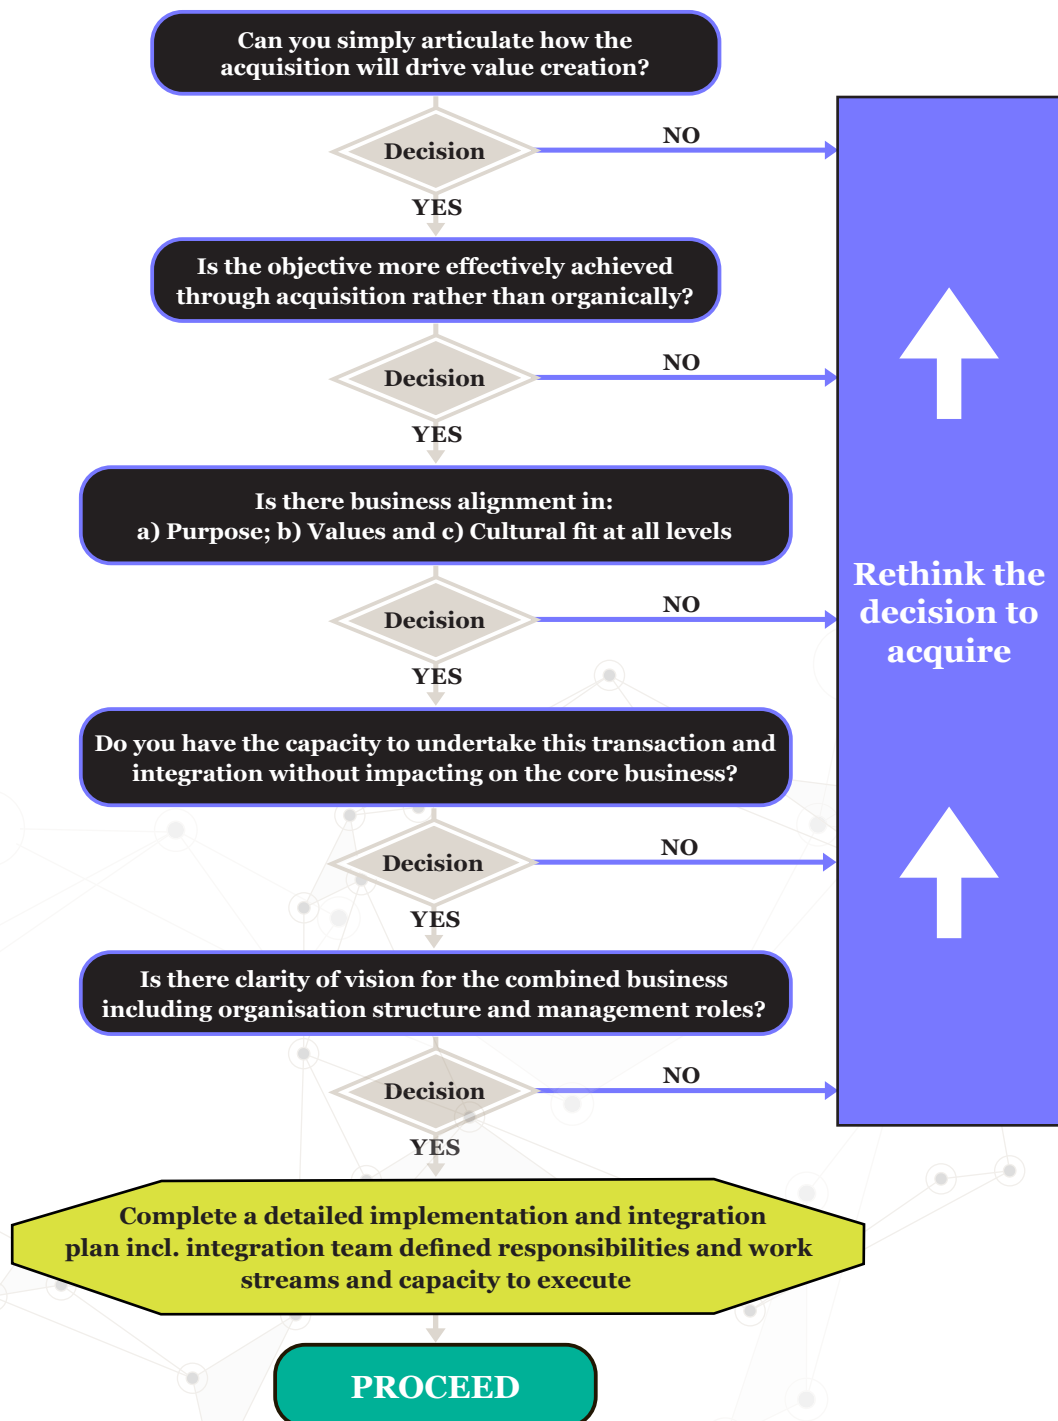 Can you simply articulate how the
acquisition will drive value creation?
Decision
NO
YES
Is the objective more effectively achieved
through acquisition rather than organically?
Decision
NO
YES
Is there business alignment in:
a) Purpose; b) Values and c) Cultural fit at all levels
Decision
NO
YES
Do you have the capacity to undertake this transaction and
integration without impacting on the core business?
Decision
NO
YES
Is there clarity of vision for the combined business
including organisation structure and management roles?
Decision
NO
YES
Rethink the
decision to
acquire
Complete a detailed implementation and integration
plan incl. integration team defined responsibilities and work
streams and capacity to execute
PROCEED